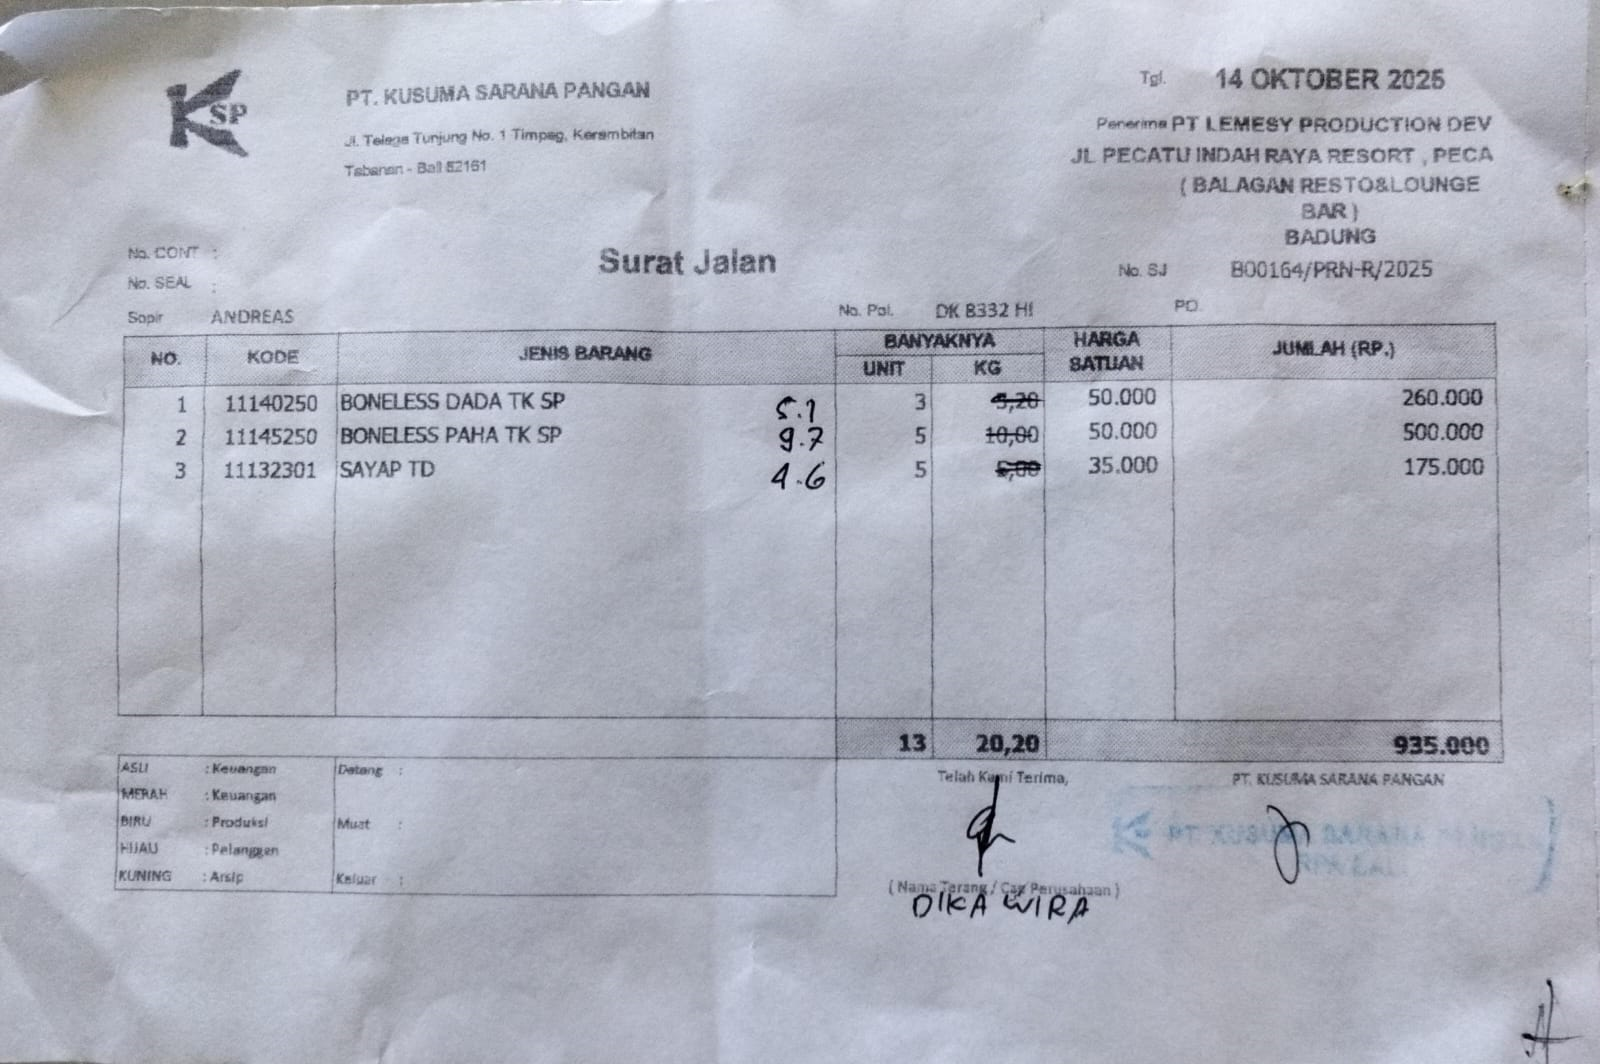 KSP
PT. KUSUMA SARANA PANGAN
Jl. Telaga Tunjung No. 1 Timpag, Kerambitan
Tabanan - Bali 82161
Tgl. 14 OKTOBER 2025
Penerima PT LEMESY PRODUCTION DEV
JL PECATU INDAH RAYA RESORT , PECA
( BALAGAN RESTO&LOUNGE
BAR )
BADUNG
No. CONT :
No. SEAL :
Surat Jalan
No. SJ B00164/PRN-R/2025
Sopir ANDREAS
No. Pol. DK 8332 HI
PO.
NO. KODE JENIS BARANG BANYAKNYA HARGA SATUAN JUMLAH (RP.)
UNIT KG
1 11140250 BONELESS DADA TK SP 5.1 3 5,20 50.000 260.000
2 11145250 BONELESS PAHA TK SP 9.7 5 10,00 50.000 500.000
3 11132301 SAYAP TD 4.6 5 5,00 35.000 175.000
13 20,20 935.000
ASLI : Keuangan
MERAH : Keuangan
BIRU : Produksi
HIJAU : Pelanggan
KUNING : Arsip
Datang :
Muat :
Keluar :
Telah Kami Terima,
( Nama Terang / Cap Perusahaan )
DIKA WIRA
PT. KUSUMA SARANA PANGAN
PT KUSUMA SARANA PANGAN
RPA BALI